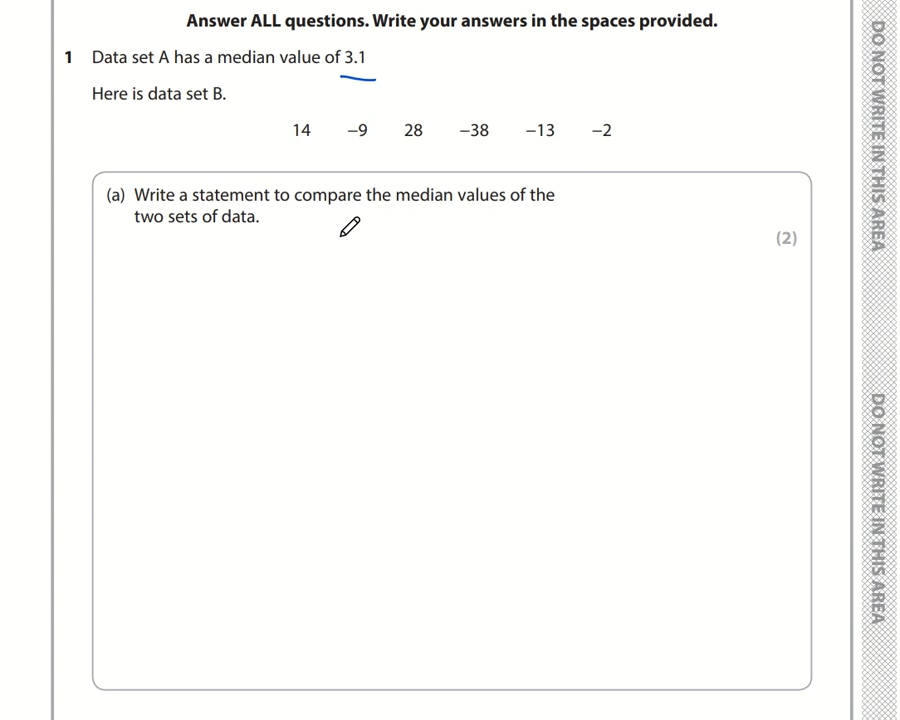 Answer ALL questions. Write your answers in the spaces provided.
1 Data set A has a median value of 3.1
Here is data set B.
14 –9 28 –38 –13 –2
(a) Write a statement to compare the median values of the
two sets of data.
(2)
DO NOT WRITE IN THIS AREA
DO NOT WRITE IN THIS AREA